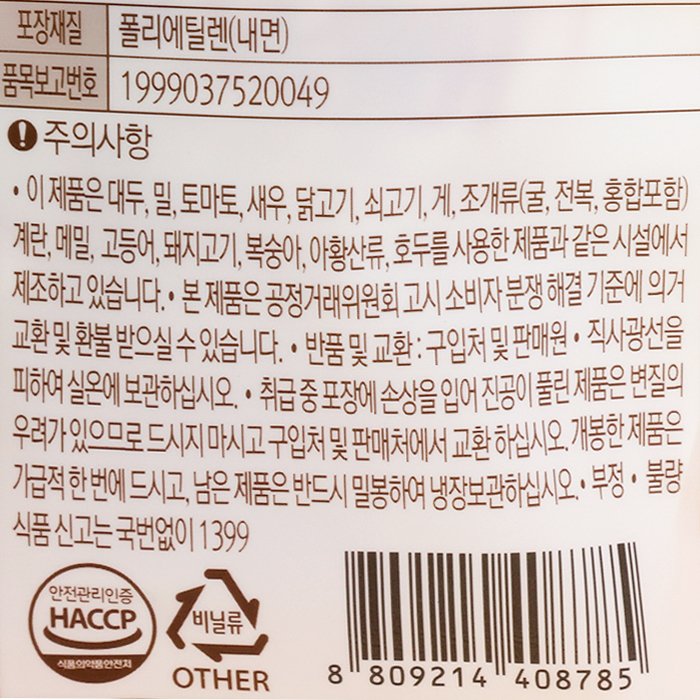 포장재질 폴리에틸렌(내면)
품목보고번호 1999037520049
! 주의사항
• 이 제품은 대두, 밀, 토마토, 새우, 닭고기, 쇠고기, 게, 조개류(굴, 전복, 홍합포함)
계란, 메밀, 고등어, 돼지고기, 복숭아, 아황산류, 호두를 사용한 제품과 같은 시설에서
제조하고 있습니다. • 본 제품은 공정거래위원회 고시 소비자 분쟁 해결 기준에 의거
교환 및 환불 받으실 수 있습니다. • 반품 및 교환 : 구입처 및 판매원 • 직사광선을
피하여 실온에 보관하십시오. • 취급 중 포장에 손상을 입어 진공이 풀린 제품은 변질의
우려가 있으므로 드시지 마시고 구입처 및 판매처에서 교환 하십시오. 개봉한 제품은
가급적 한 번에 드시고, 남은 제품은 반드시 밀봉하여 냉장보관하십시오. • 부정 • 불량
식품 신고는 국번없이 1399
안전관리인증
HACCP
식품의약품안전처
비닐류
OTHER
8 809214 408785